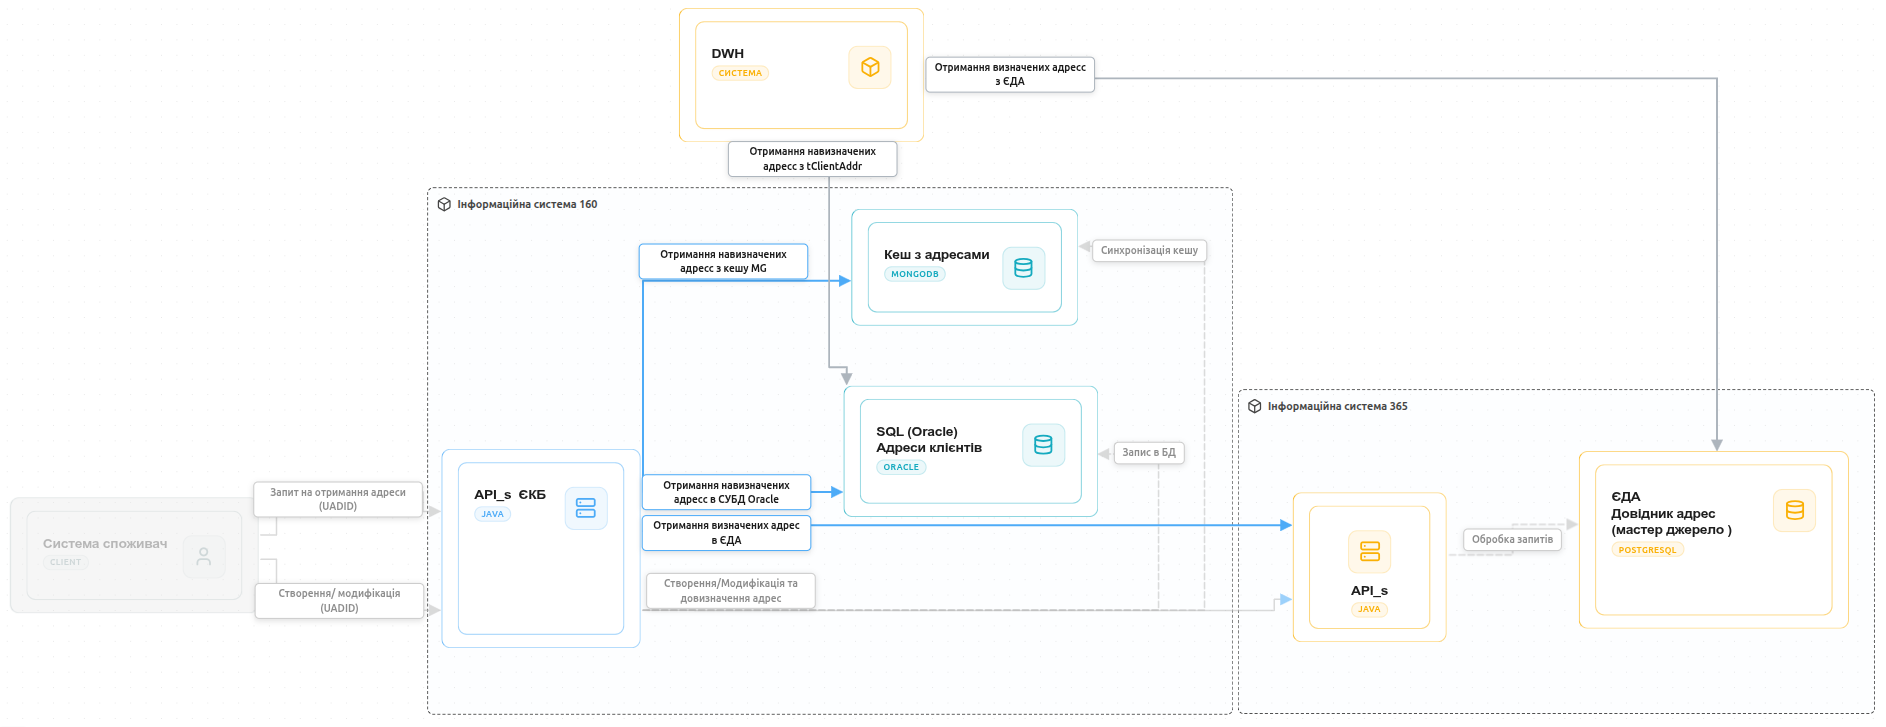 DWH
СИСТЕМА
Отримання визначених адресс
з ЄДА
Отримання навизначених
адресс з tClientAddr
Інформаційна система 160
Кеш з адресами
MONGODB
Отримання навизначених
адресс з кешу MG
Синхронізація кешу
Інформаційна система 365
SQL (Oracle)
Адреси клієнтів
ORACLE
Запис в БД
API_s ЄКБ
JAVA
Запит на отримання адреси
(UADID)
Система споживач
CLIENT
Створення/ модифікація
(UADID)
Отримання навизначених
адресс в СУБД Oracle
Отримання визначених адрес
в ЄДА
Створення/Модифікація та
довизначення адрес
API_s
JAVA
Обробка запитів
ЄДА
Довідник адрес
(мастер джерело )
POSTGRESQL